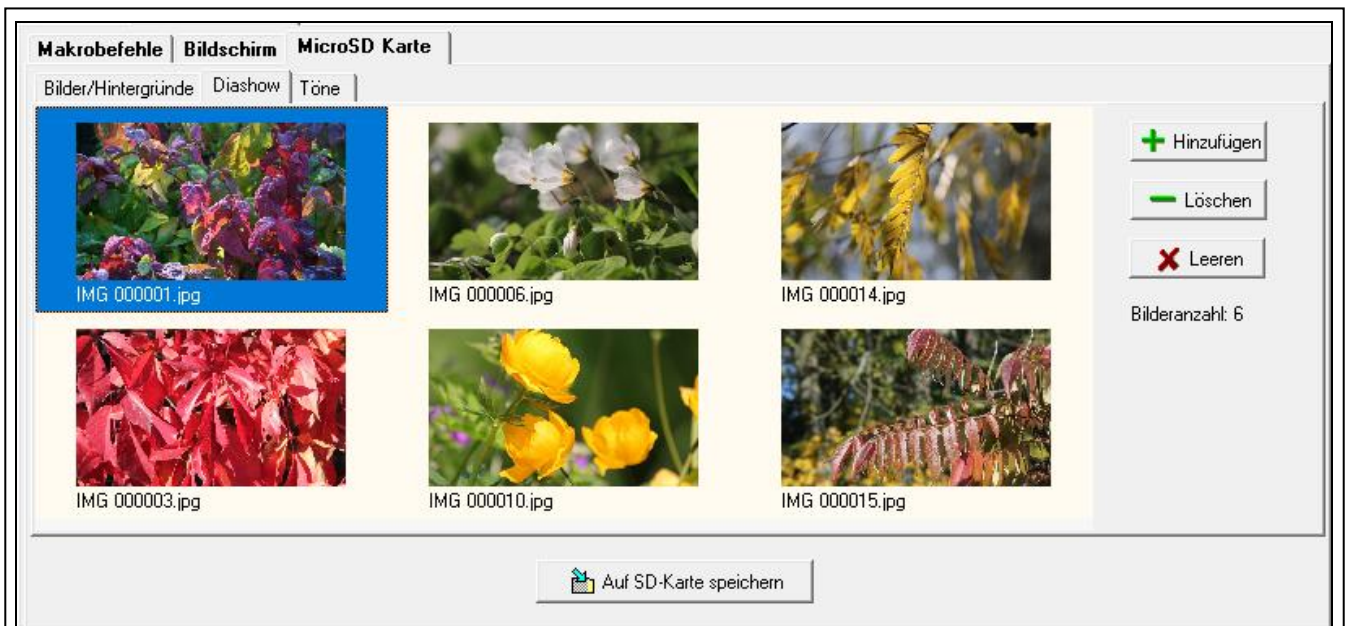 Makrobefehle Bildschirm MicroSD Karte
Bilder/Hintergründe Diashow Töne
IMG 000001.jpg IMG 000006.jpg IMG 000014.jpg
IMG 000003.jpg IMG 000010.jpg IMG 000015.jpg
Hinzufügen
Löschen
Leeren
Bilderanzahl: 6
Auf SD-Karte speichern